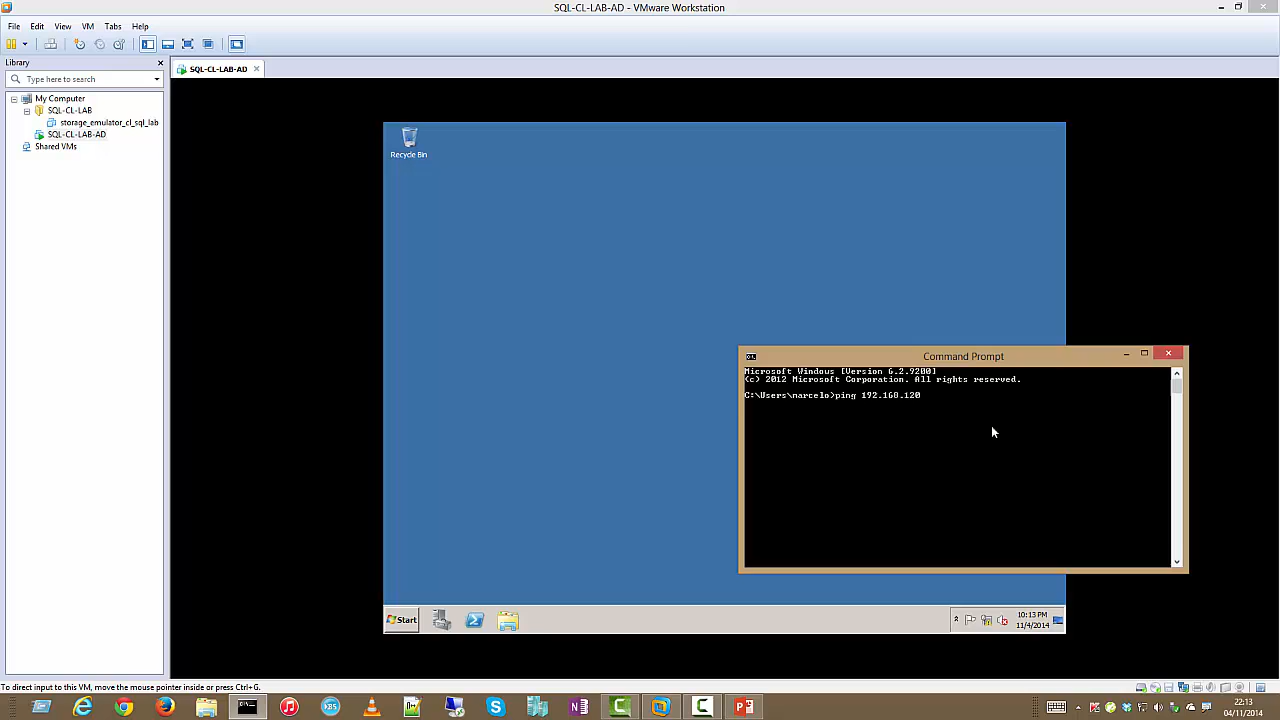 SQL-CL-LAB-AD - VMware Workstation
File Edit View VM Tabs Help
Library
SQL-CL-LAB-AD
Type here to search
My Computer
SQL-CL-LAB
storage_emulator_cl_sql_lab
SQL-CL-LAB-AD
Shared VMs
Recycle Bin
Command Prompt
Microsoft Windows [Version 6.2.9200]
(c) 2012 Microsoft Corporation. All rights reserved.
C:\Users\marcelo>ping 192.168.120
Start
10:13 PM
11/4/2014
To direct input to this VM, move the mouse pointer inside or press Ctrl+G.
22:13
04/11/2014